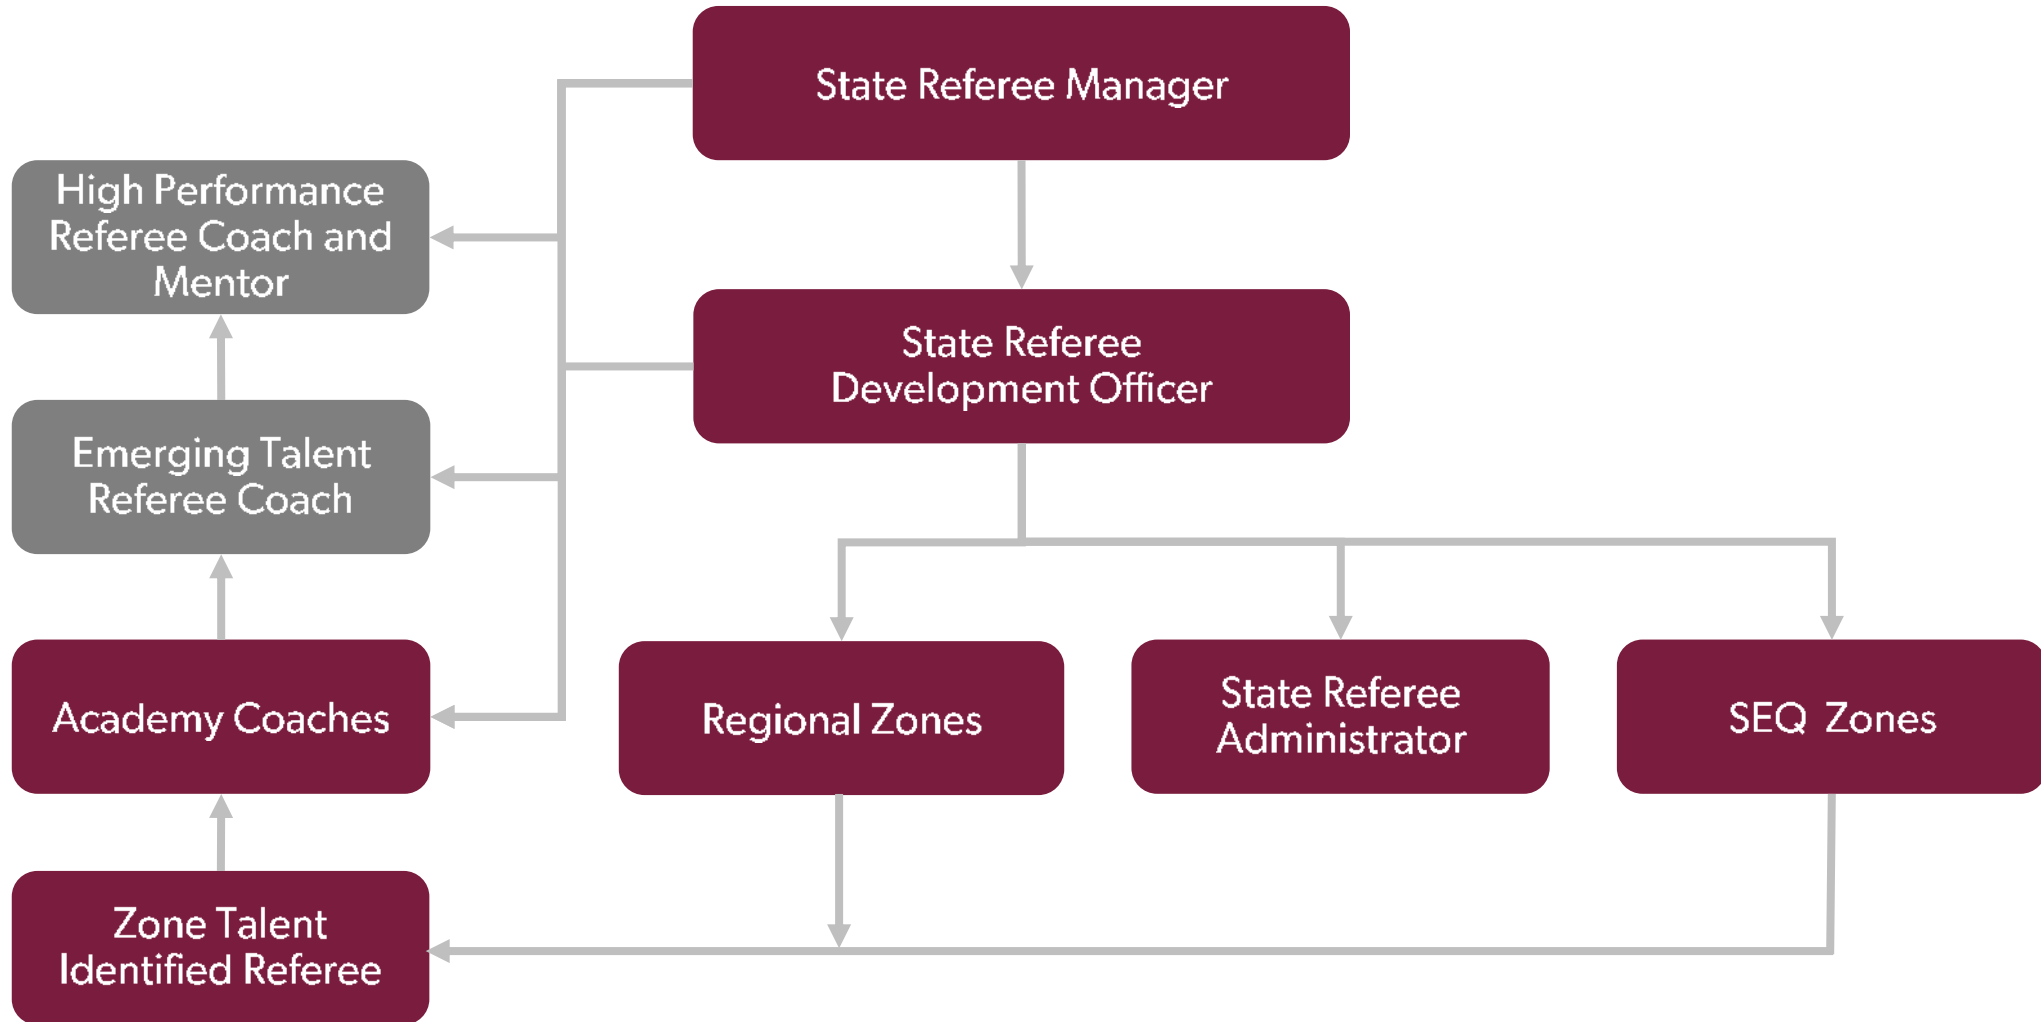 State Referee Manager
High Performance
Referee Coach and
Mentor
State Referee
Development Officer
Emerging Talent
Referee Coach
Academy Coaches
Regional Zones
State Referee
Administrator
SEQ Zones
Zone Talent
Identified Referee